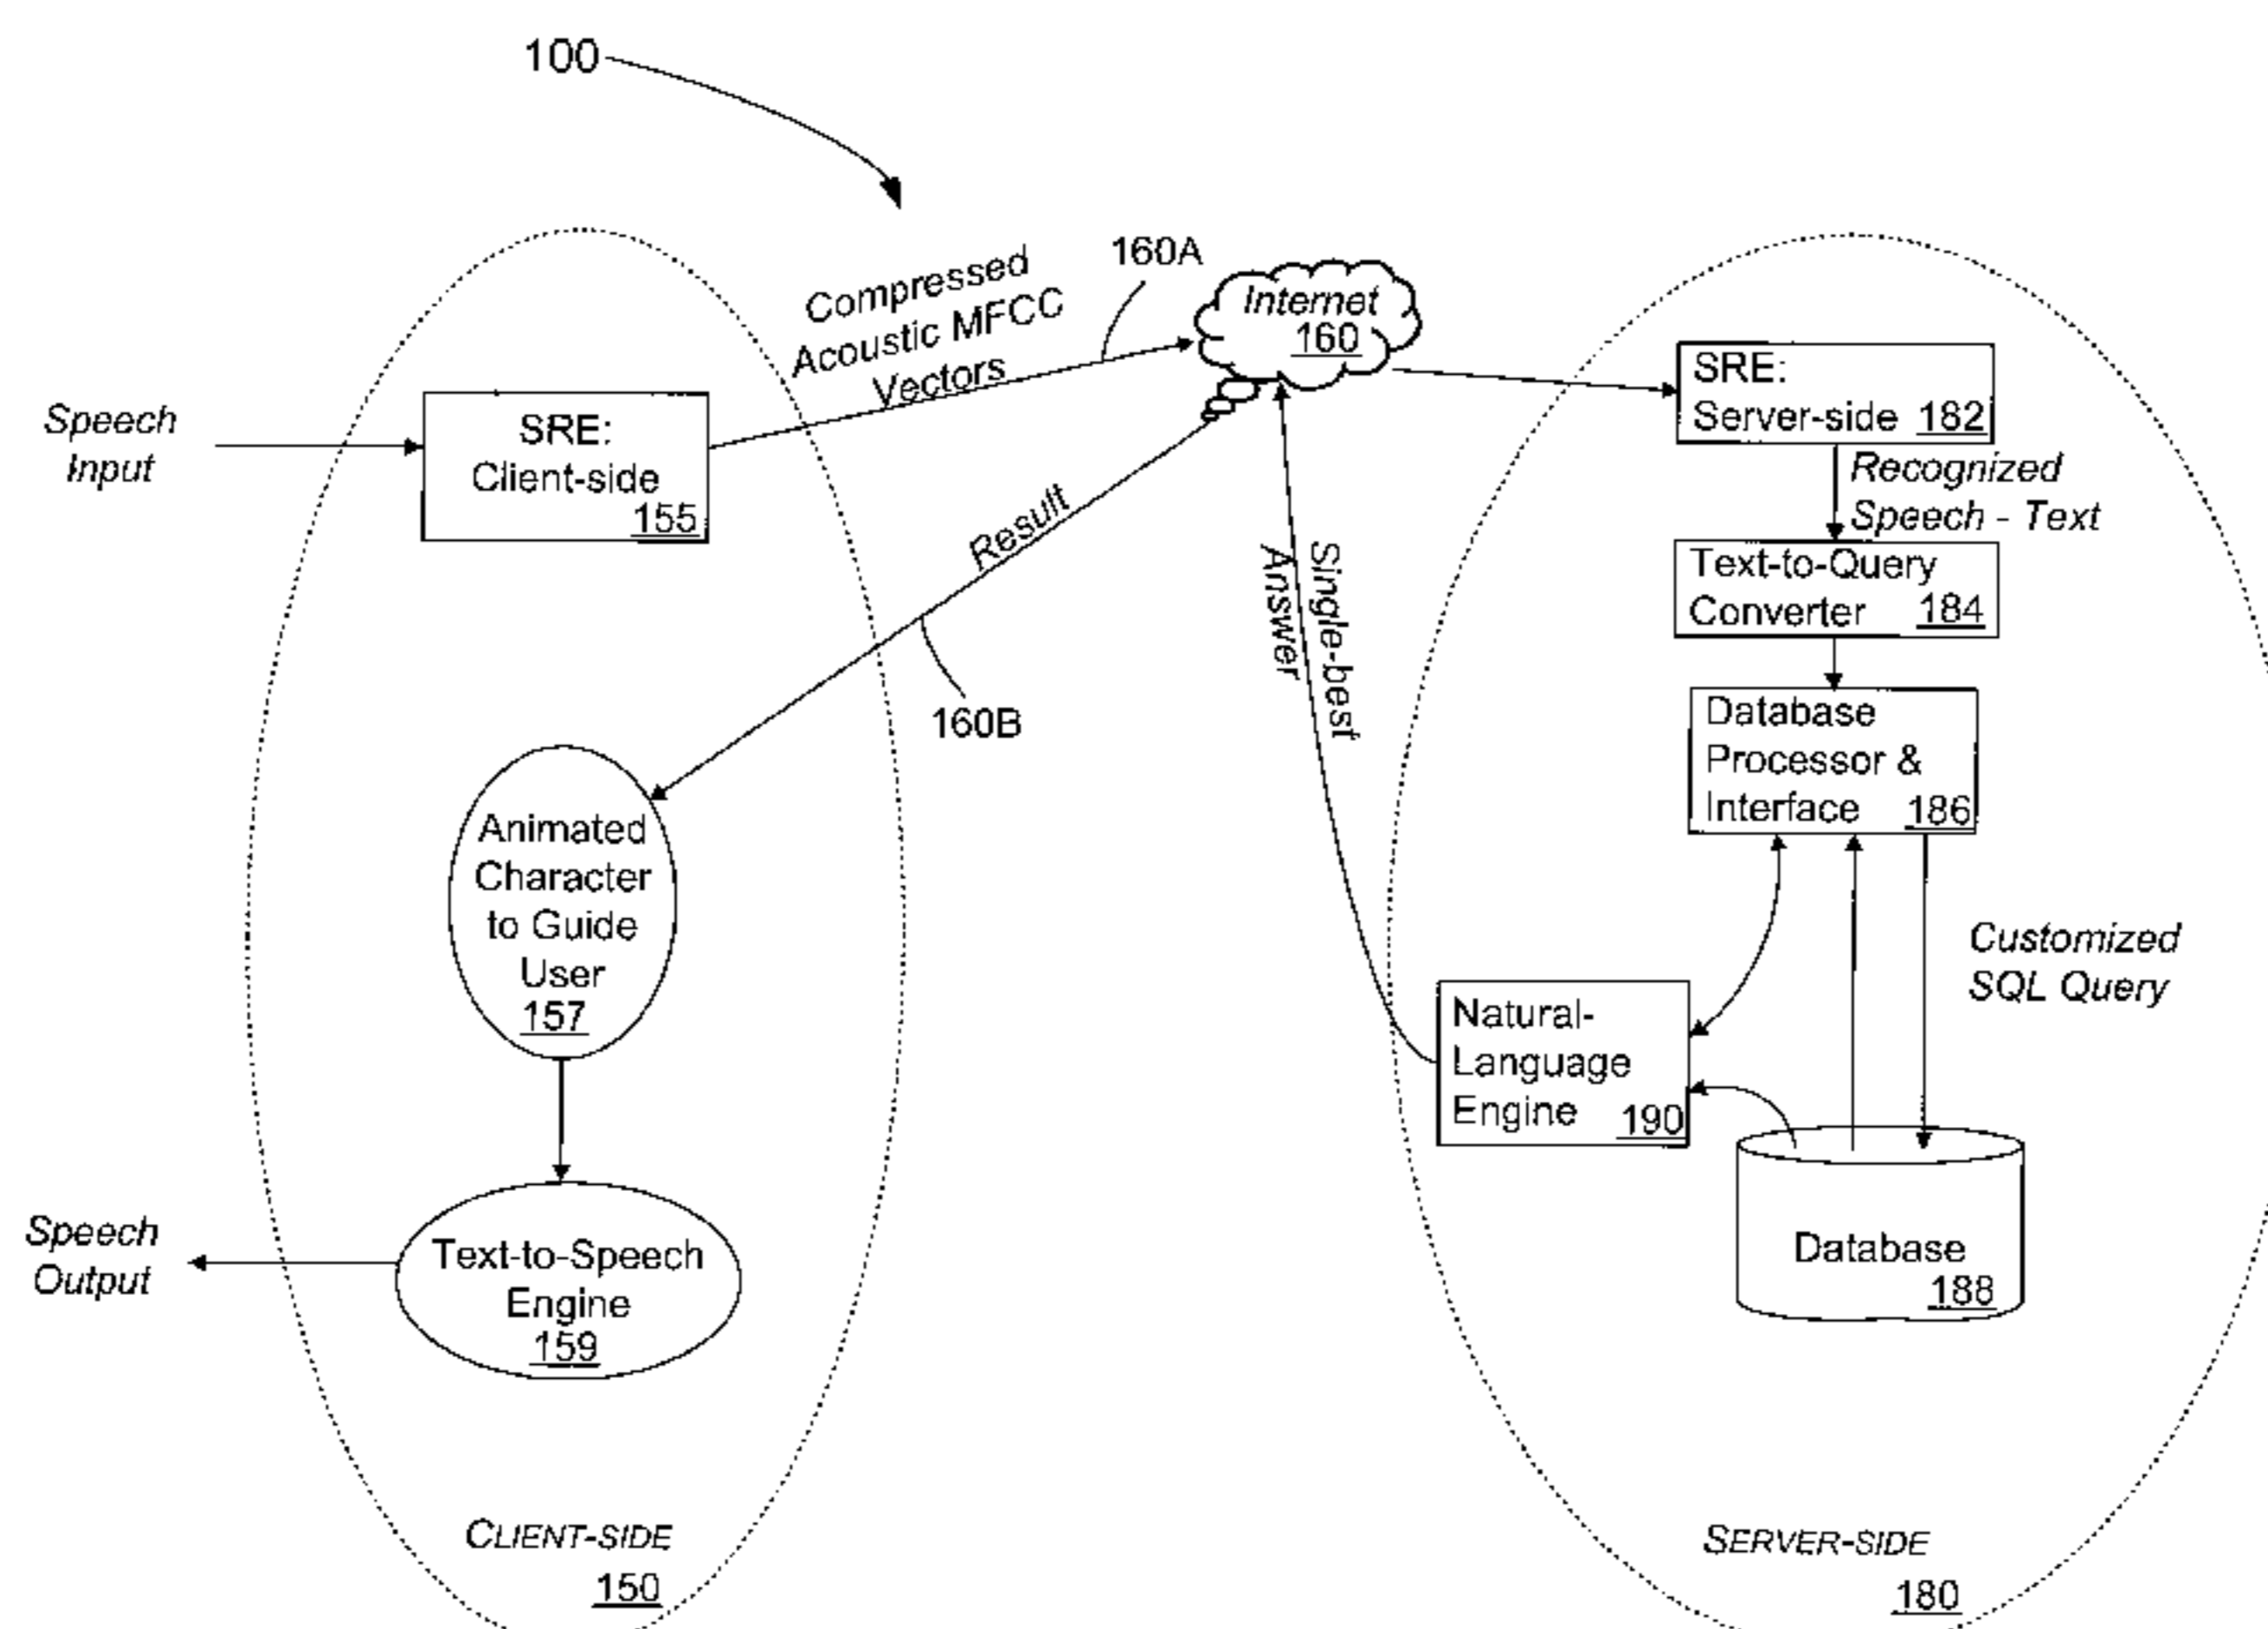 100
160A
Compressed
Acoustic MFCC
Vectors
Internet
160
Speech
Input
SRE:
Client-side
155
SRE:
Server-side 182
Recognized
Speech - Text
Text-to-Query
Converter 184
Result
160B
Single-best
Answer
Database
Processor &
Interface 186
Animated
Character
to Guide
User
157
Customized
SQL Query
Natural-
Language
Engine 190
Speech
Output
Text-to-Speech
Engine
159
Database
188
CLIENT-SIDE
150
SERVER-SIDE
180